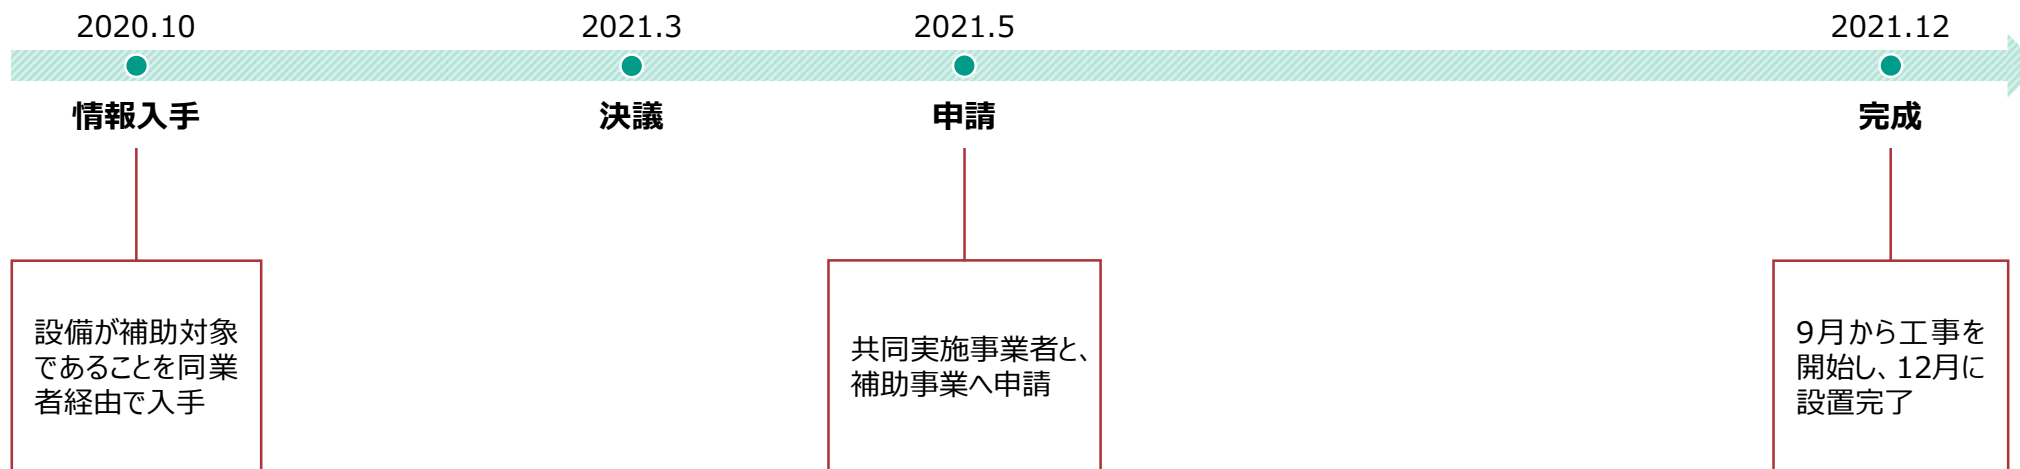 2020.10
2021.3
2021.5
2021.12
情報入手
決議
申請
完成
設備が補助対象
であることを同業
者経由で入手
共同実施事業者と、
補助事業へ申請
9月から工事を
開始し、12月に
設置完了